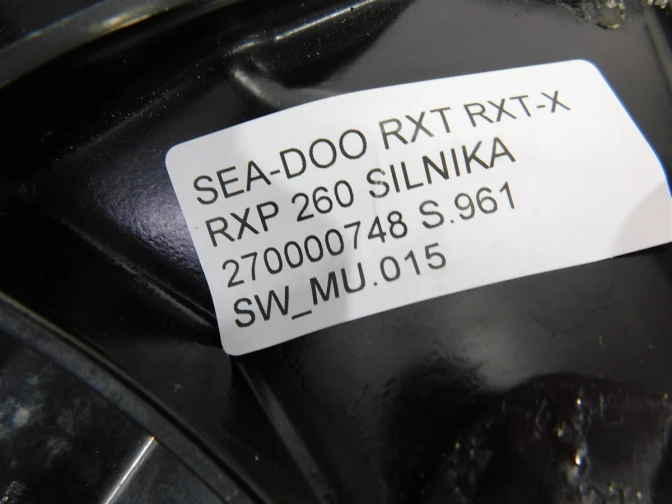 SEA-DOO RXT RXT-X
RXP 260 SILNIKA
270000748 S.961
SW_MU.015